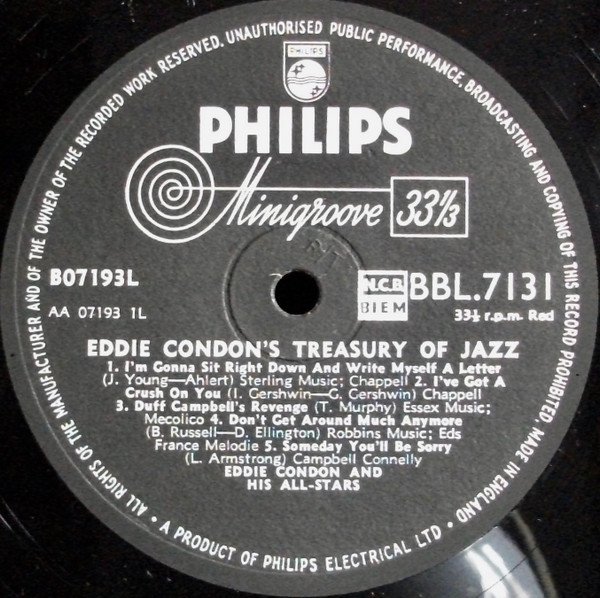 ALL RIGHTS OF THE MANUFACTURER AND OF THE OWNER OF THE RECORDED WORK RESERVED. UNAUTHORISED PUBLIC PERFORMANCE, BROADCASTING AND COPYING OF THIS RECORD PROHIBITED MADE IN ENGLAND
PHILIPS
PHILIPS
Minigroove 33⅓
B07193L
N.C.B.
BIEM
BBL.7131
AA 07193 1L
33⅓ r.p.m. Red
EDDIE CONDON'S TREASURY OF JAZZ
1. I'm Gonna Sit Right Down And Write Myself A Letter
(J. Young—Ahlert) Sterling Music; Chappell 2. I've Got A
Crush On You (I. Gershwin—G. Gershwin) Chappell
3. Duff Campbell's Revenge (T. Murphy) Essex Music;
Mecolico 4. Don't Get Around Much Anymore
(B. Russell—D. Ellington) Robbins Music; Eds
France Melodie 5. Someday You'll Be Sorry
(L. Armstrong) Campbell Connelly
EDDIE CONDON AND
HIS ALL-STARS
• A PRODUCT OF PHILIPS ELECTRICAL LTD •